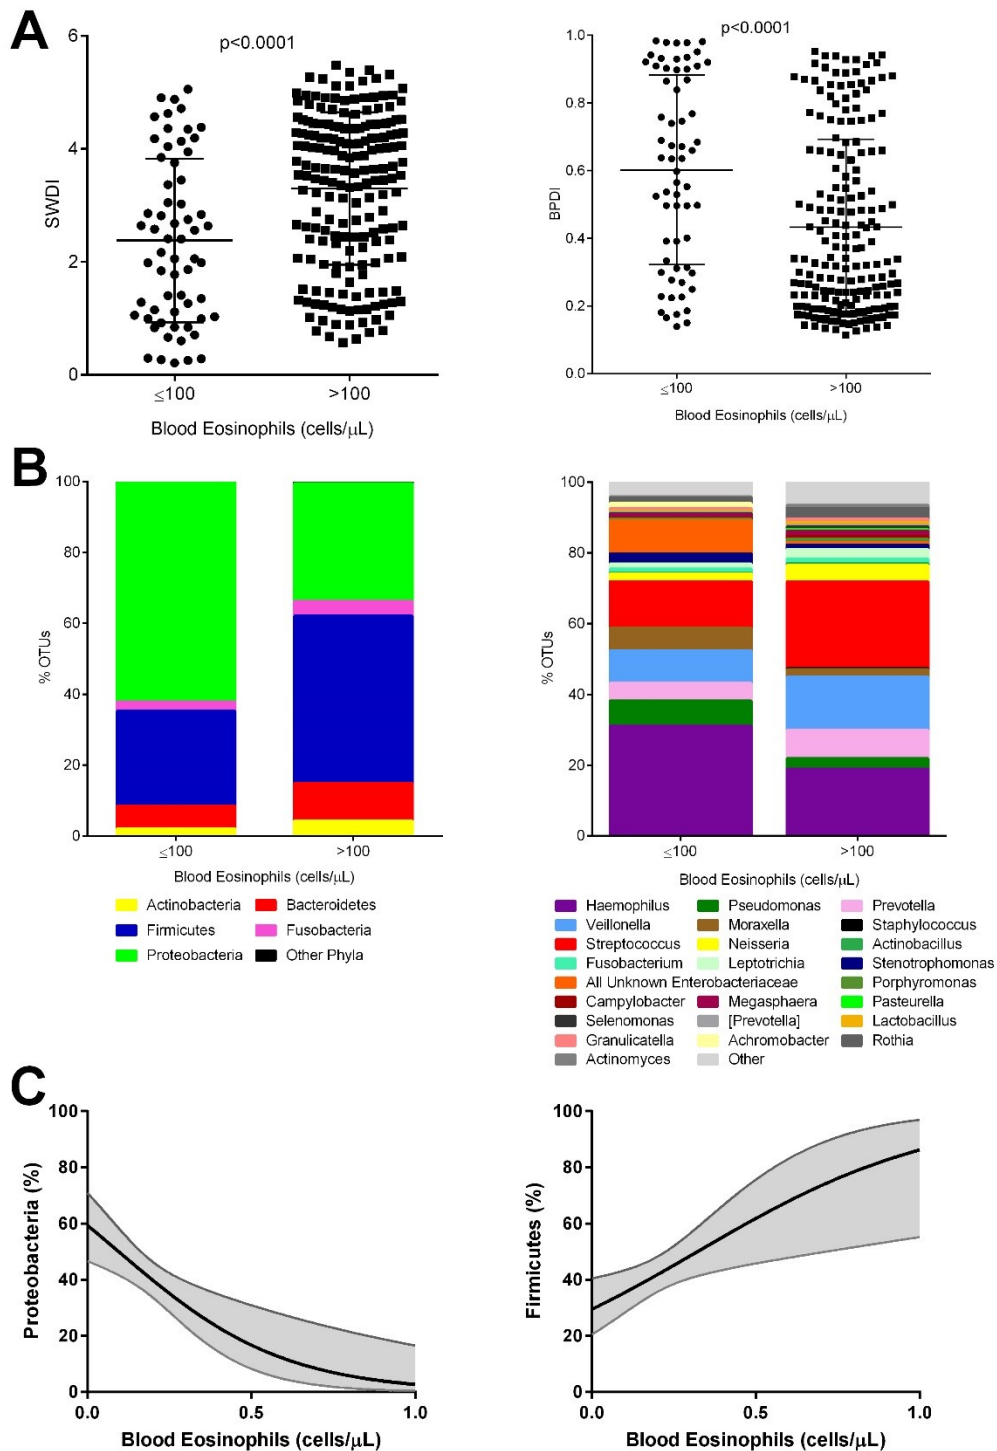 A
p<0.0001
SWDI
6
4
2
0
≤100
>100
Blood Eosinophils (cells/µL)
p<0.0001
BPDI
1.0
0.8
0.6
0.4
0.2
0.0
≤100
>100
Blood Eosinophils (cells/µL)
B
% OTUs
100
80
60
40
20
0
≤100
>100
Blood Eosinophils (cells/µL)
Actinobacteria
Bacteroidetes
Firmicutes
Fusobacteria
Proteobacteria
Other Phyla
% OTUs
100
80
60
40
20
0
≤100
>100
Blood Eosinophils (cells/µL)
Haemophilus
Pseudomonas
Prevotella
Veillonella
Moraxella
Staphylococcus
Streptococcus
Neisseria
Actinobacillus
Fusobacterium
Leptotrichia
Stenotrophomonas
All Unknown Enterobacteriaceae
Porphyromonas
Campylobacter
Megasphaera
Pasteurella
Selenomonas
[Prevotella]
Lactobacillus
Granulicatella
Achromobacter
Rothia
Actinomyces
Other
C
Proteobacteria (%)
100
80
60
40
20
0
0.0
0.5
1.0
Blood Eosinophils (cells/µL)
Firmicutes (%)
100
80
60
40
20
0
0.0
0.5
1.0
Blood Eosinophils (cells/µL)